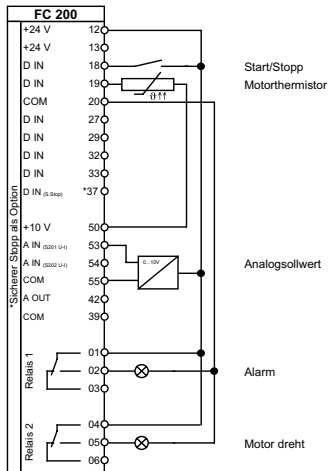 FC 200
+24 V 12
+24 V 13
D IN 18 Start/Stopp
D IN 19 Motorthermistor
COM 20 ϑ↑↑
D IN 27
D IN 29
D IN 32
D IN 33
D IN (S.Stop) *37
*Sicherer Stopp als Option
+10 V 50
A IN (S201 U-I) 53 0...10V
A IN (S202 U-I) 54 Analogsollwert
COM 55
A OUT 42
COM 39
Relais 1
01
02 Alarm
03
Relais 2
04
05 Motor dreht
06